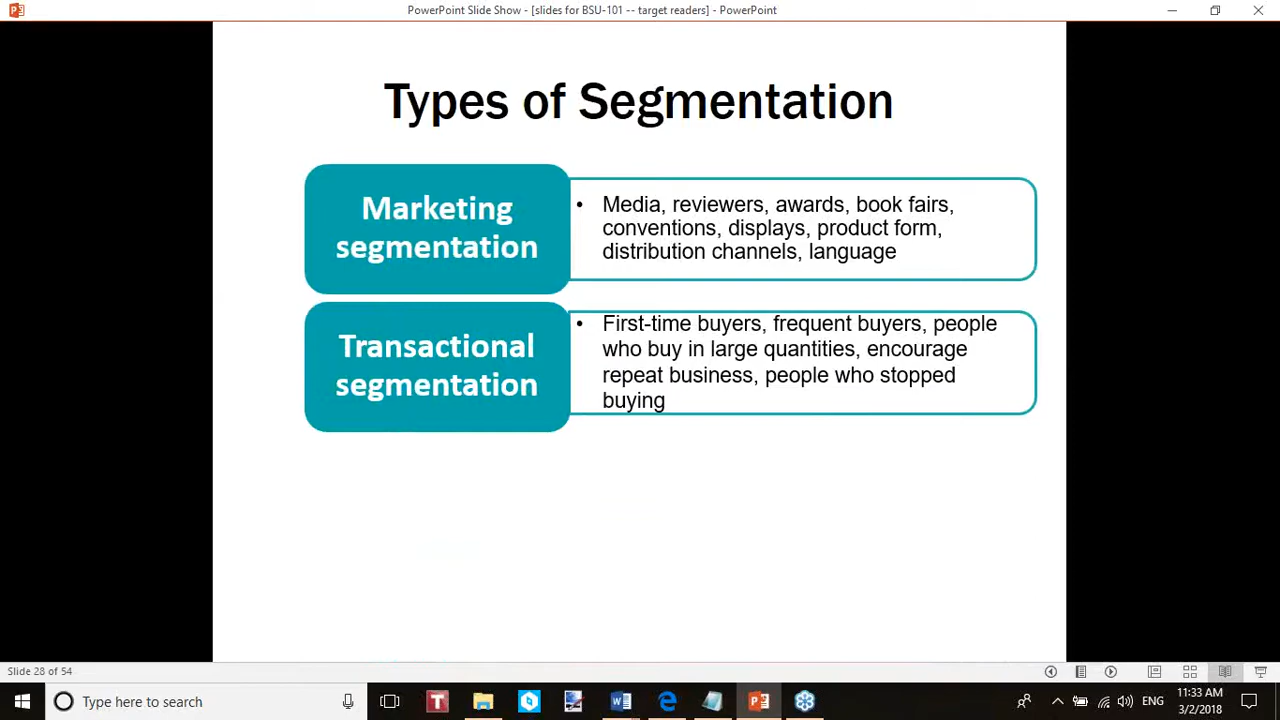 PowerPoint Slide Show - [slides for BSU-101 -- target readers] - PowerPoint
Types of Segmentation
Marketing
segmentation
• Media, reviewers, awards, book fairs,
conventions, displays, product form,
distribution channels, language
Transactional
segmentation
• First-time buyers, frequent buyers, people
who buy in large quantities, encourage
repeat business, people who stopped
buying
Slide 28 of 54
Type here to search
ENG
11:33 AM
3/2/2018